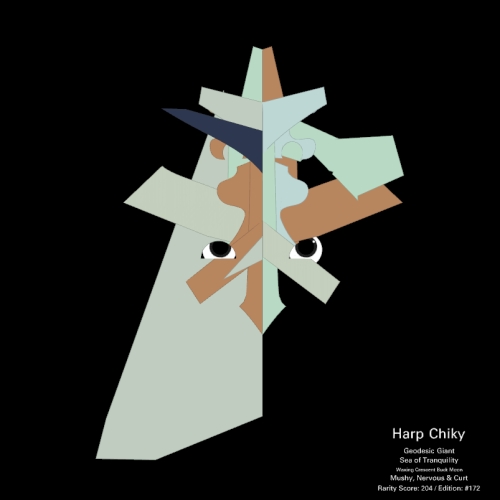 Harp Chiky
Geodesic Giant
Sea of Tranquility
Waxing Crescent Buck Moon
Mushy, Nervous & Curt
Rarity Score: 204 / Edition: #172